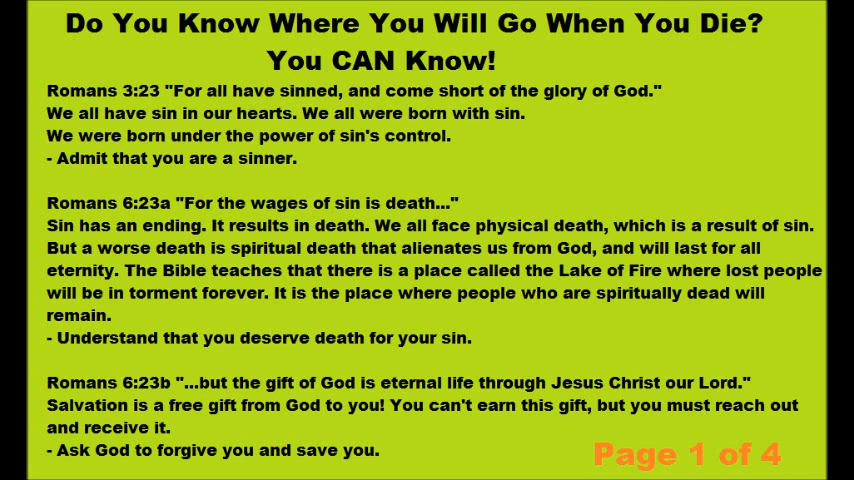 Do You Know Where You Will Go When You Die?
You CAN Know!
Romans 3:23 "For all have sinned, and come short of the glory of God."
We all have sin in our hearts. We all were born with sin.
We were born under the power of sin's control.
- Admit that you are a sinner.
Romans 6:23a "For the wages of sin is death..."
Sin has an ending. It results in death. We all face physical death, which is a result of sin.
But a worse death is spiritual death that alienates us from God, and will last for all
eternity. The Bible teaches that there is a place called the Lake of Fire where lost people
will be in torment forever. It is the place where people who are spiritually dead will
remain.
- Understand that you deserve death for your sin.
Romans 6:23b "...but the gift of God is eternal life through Jesus Christ our Lord."
Salvation is a free gift from God to you! You can't earn this gift, but you must reach out
and receive it.
- Ask God to forgive you and save you.
Page 1 of 4